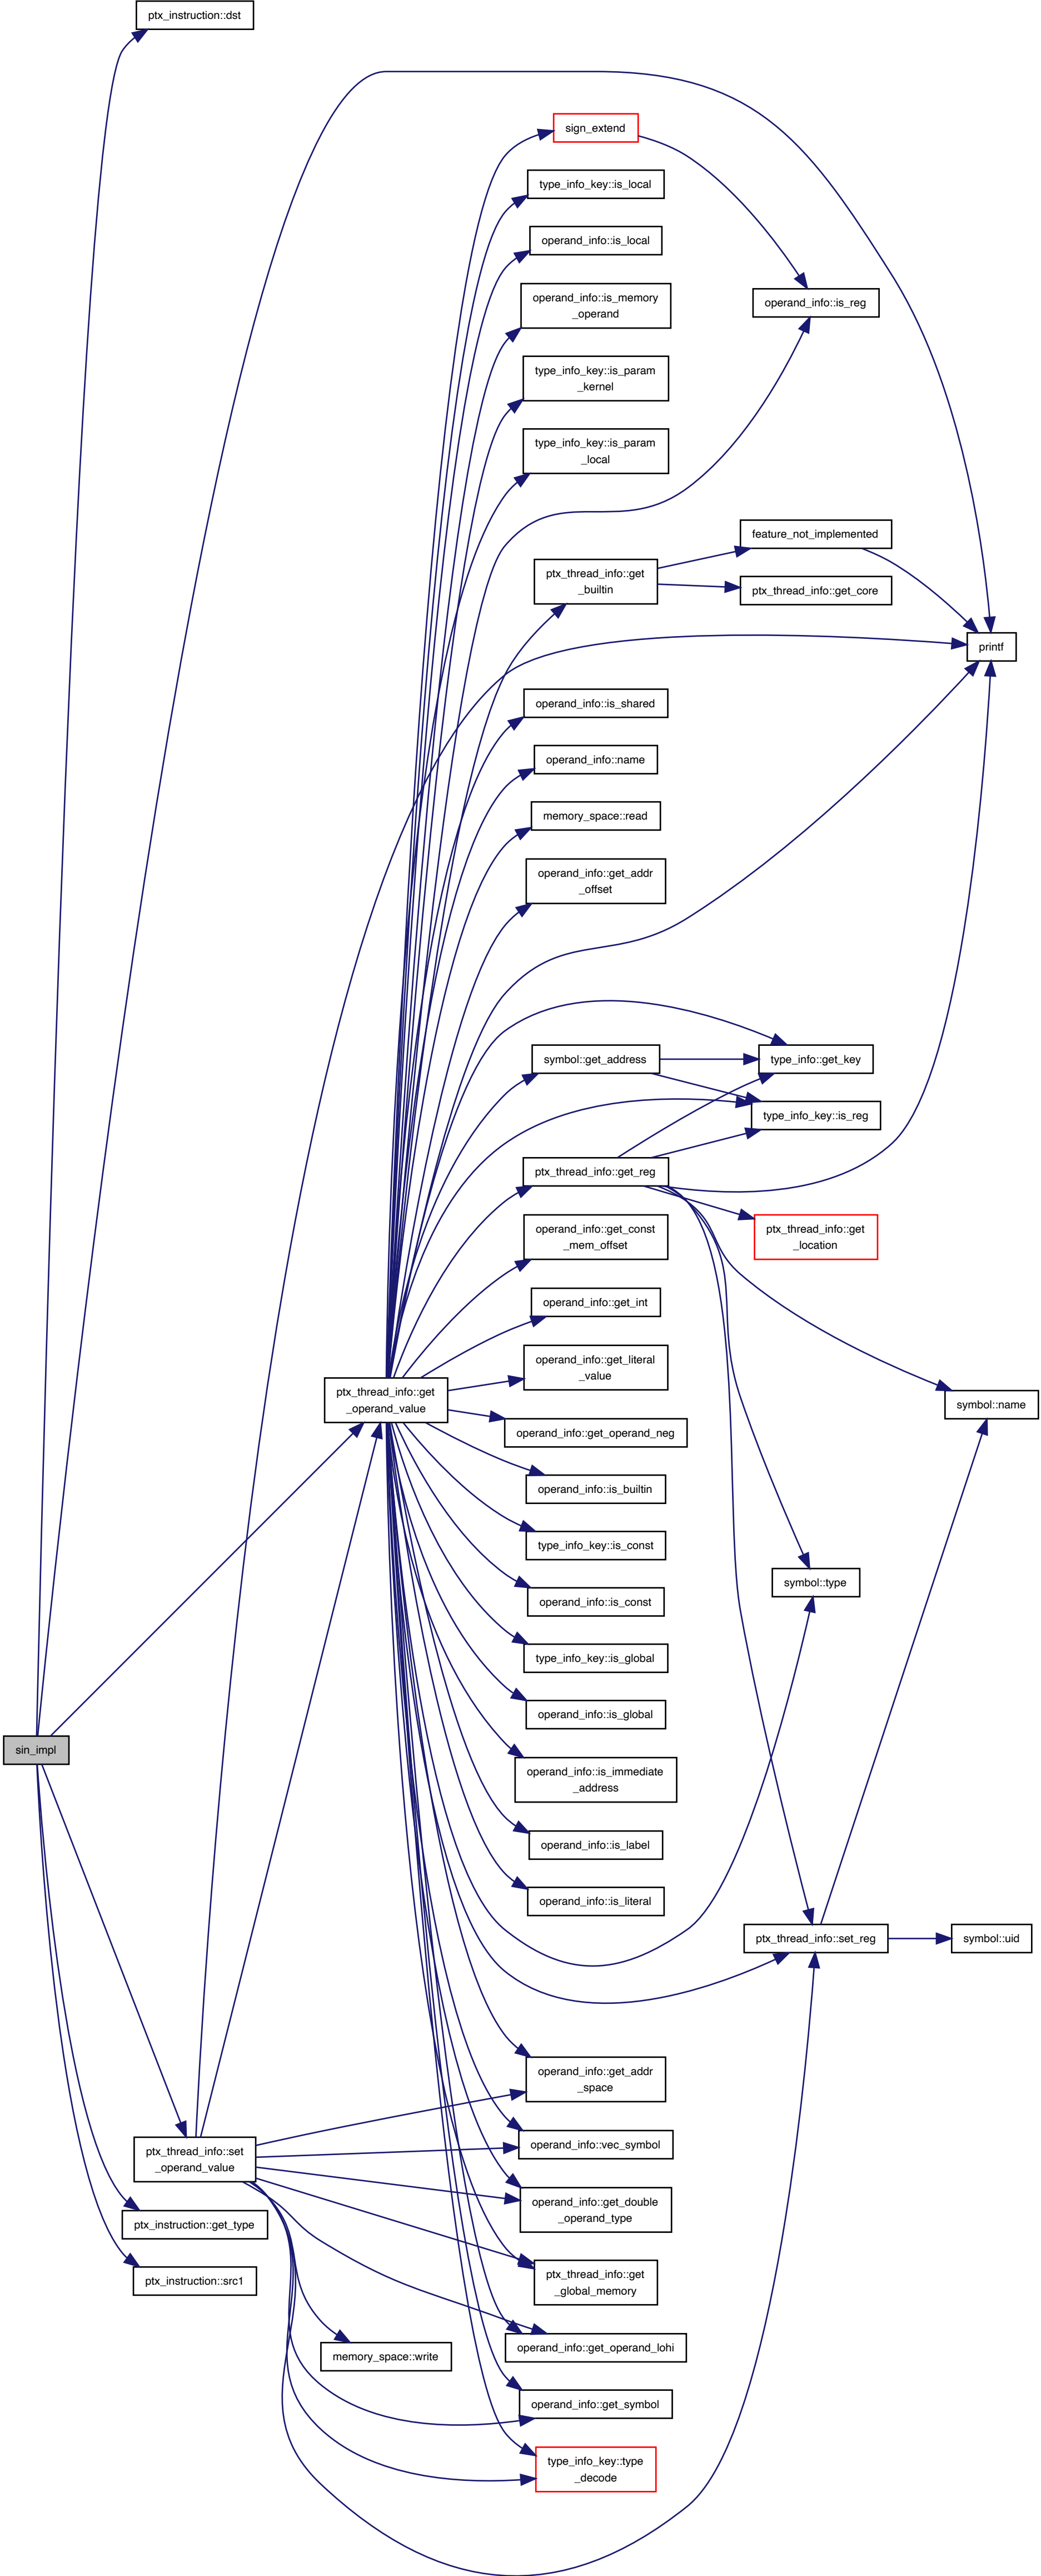 ptx_instruction::dst
sign_extend
type_info_key::is_local
operand_info::is_local
operand_info::is_memory
_operand
operand_info::is_reg
type_info_key::is_param
_kernel
type_info_key::is_param
_local
feature_not_implemented
ptx_thread_info::get
_builtin
ptx_thread_info::get_core
printf
operand_info::is_shared
operand_info::name
memory_space::read
operand_info::get_addr
_offset
symbol::get_address
type_info::get_key
type_info_key::is_reg
ptx_thread_info::get_reg
ptx_thread_info::get
_location
operand_info::get_const
_mem_offset
operand_info::get_int
operand_info::get_literal
_value
ptx_thread_info::get
_operand_value
symbol::name
operand_info::get_operand_neg
operand_info::is_builtin
type_info_key::is_const
symbol::type
operand_info::is_const
type_info_key::is_global
operand_info::is_global
sin_impl
operand_info::is_immediate
_address
operand_info::is_label
operand_info::is_literal
ptx_thread_info::set_reg
symbol::uid
operand_info::get_addr
_space
operand_info::vec_symbol
ptx_thread_info::set
_operand_value
operand_info::get_double
_operand_type
ptx_instruction::get_type
ptx_thread_info::get
_global_memory
ptx_instruction::src1
operand_info::get_operand_lohi
memory_space::write
operand_info::get_symbol
type_info_key::type
_decode